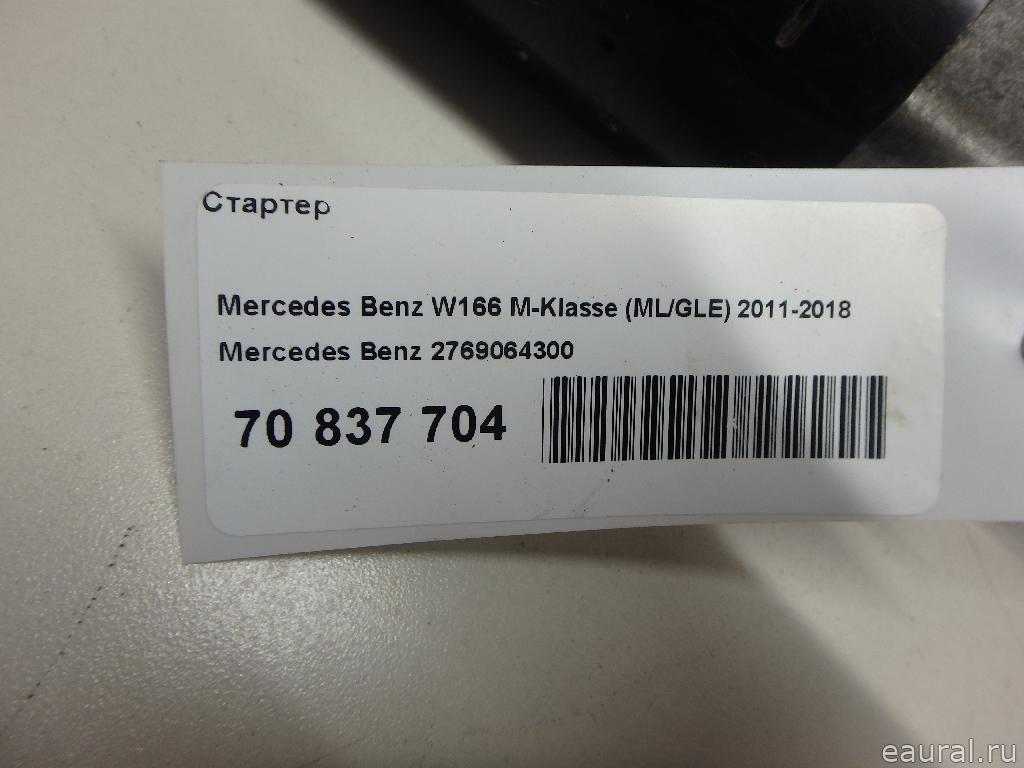 Стартер
Mercedes Benz W166 M-Klasse (ML/GLE) 2011-2018
Mercedes Benz 2769064300
70 837 704
eaural.ru